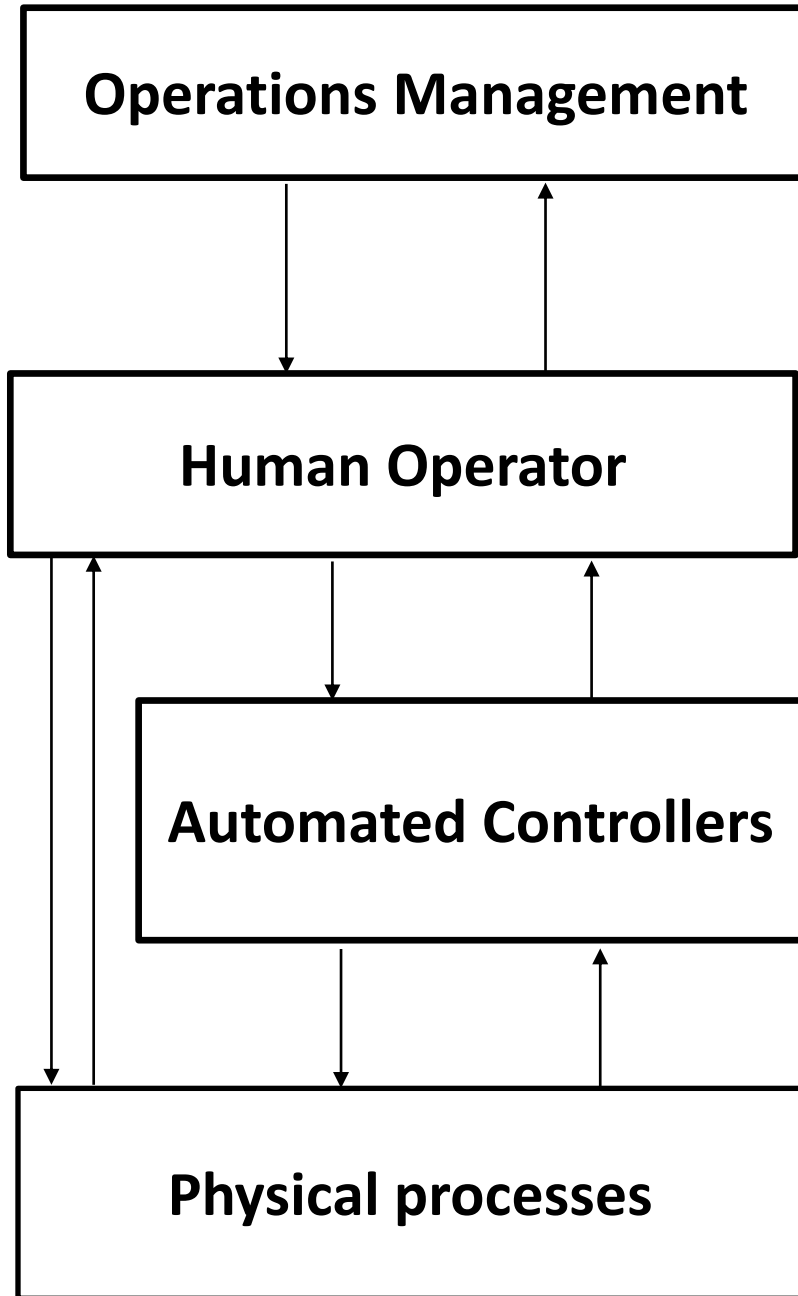 Operations Management
Human Operator
Automated Controllers
Physical processes